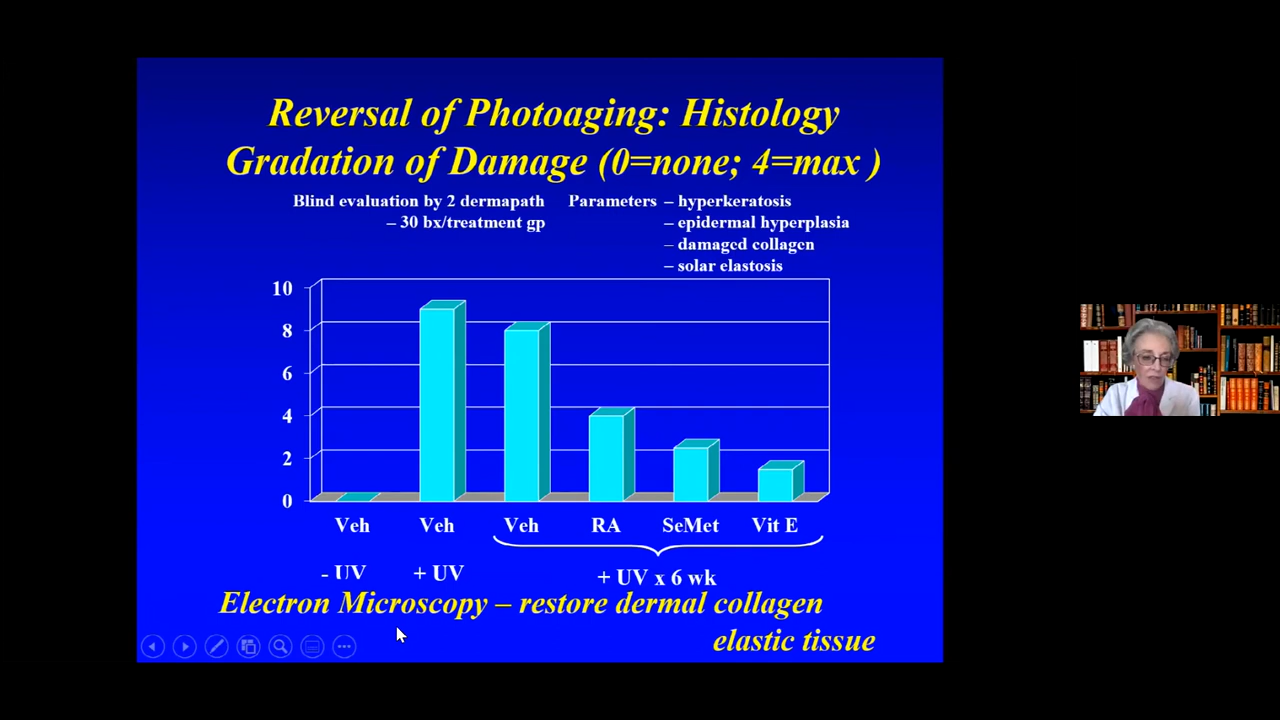 Reversal of Photoaging: Histology
Gradation of Damage (0=none; 4=max )
Blind evaluation by 2 dermapath
– 30 bx/treatment gp
Parameters – hyperkeratosis
– epidermal hyperplasia
– damaged collagen
– solar elastosis
10
8
6
4
2
0
Veh Veh Veh RA SeMet Vit E
- UV + UV + UV x 6 wk
Electron Microscopy – restore dermal collagen
elastic tissue